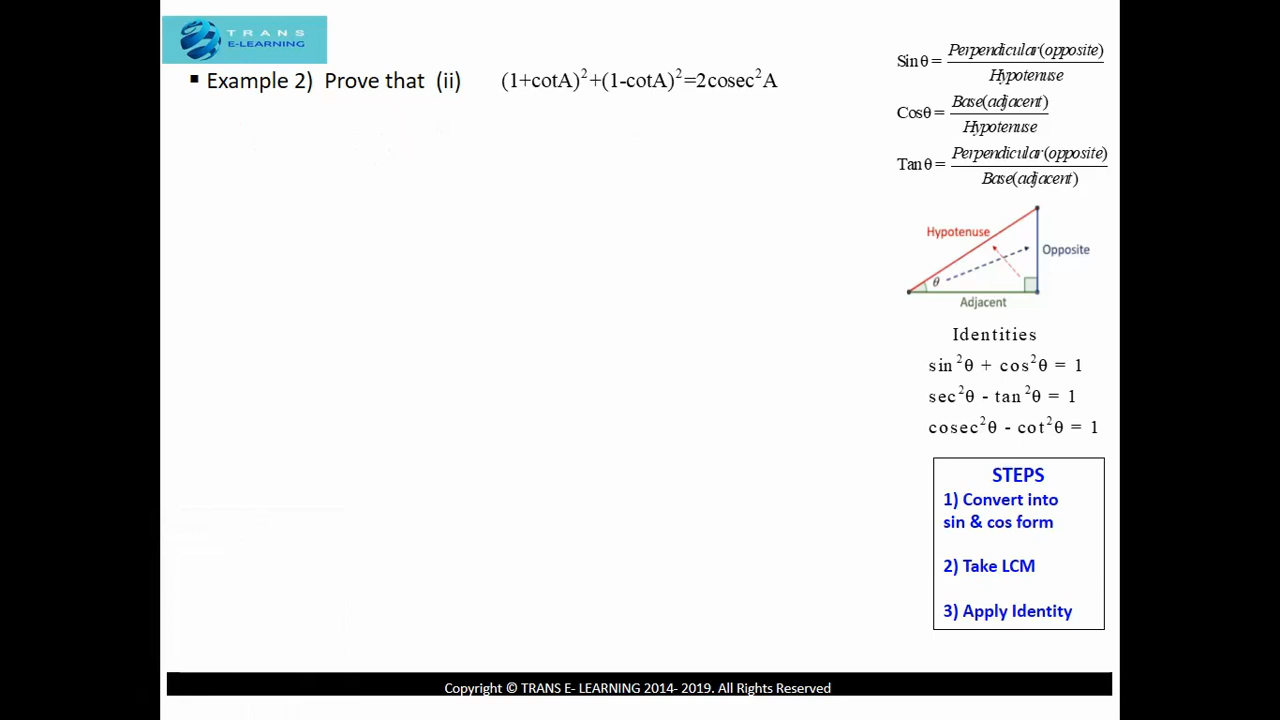 TRANS
E-LEARNING
▪ Example 2) Prove that (ii) (1+cotA)²+(1-cotA)²=2cosec²A
Sinθ = Perpendicular(opposite) / Hypotenuse
Cosθ = Base(adjacent) / Hypotenuse
Tanθ = Perpendicular(opposite) / Base(adjacent)
Hypotenuse
Opposite
θ
Adjacent
Identities
sin²θ + cos²θ = 1
sec²θ - tan²θ = 1
cosec²θ - cot²θ = 1
STEPS
1) Convert into
sin & cos form
2) Take LCM
3) Apply Identity
Copyright © TRANS E- LEARNING 2014- 2019. All Rights Reserved